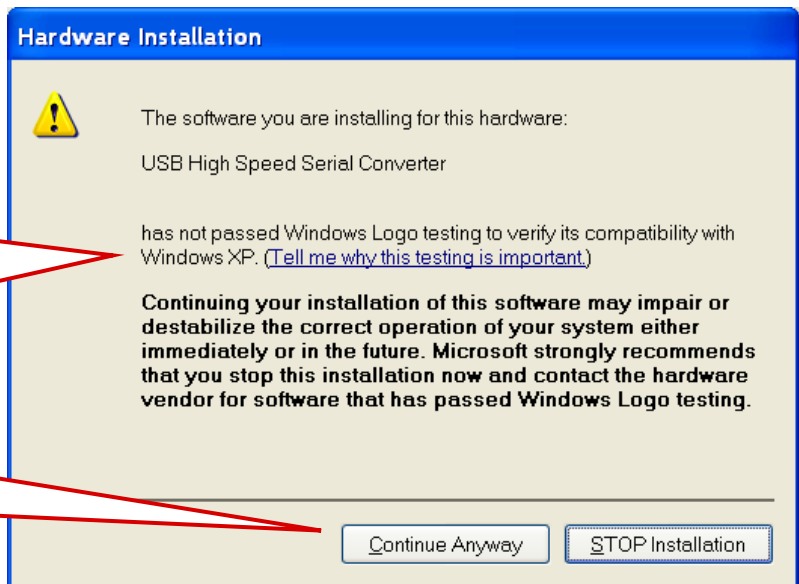 Hardware Installation
The software you are installing for this hardware:
USB High Speed Serial Converter
has not passed Windows Logo testing to verify its compatibility with
Windows XP. (Tell me why this testing is important.)
Continuing your installation of this software may impair or
destabilize the correct operation of your system either
immediately or in the future. Microsoft strongly recommends
that you stop this installation now and contact the hardware
vendor for software that has passed Windows Logo testing.
Continue Anyway
STOP Installation